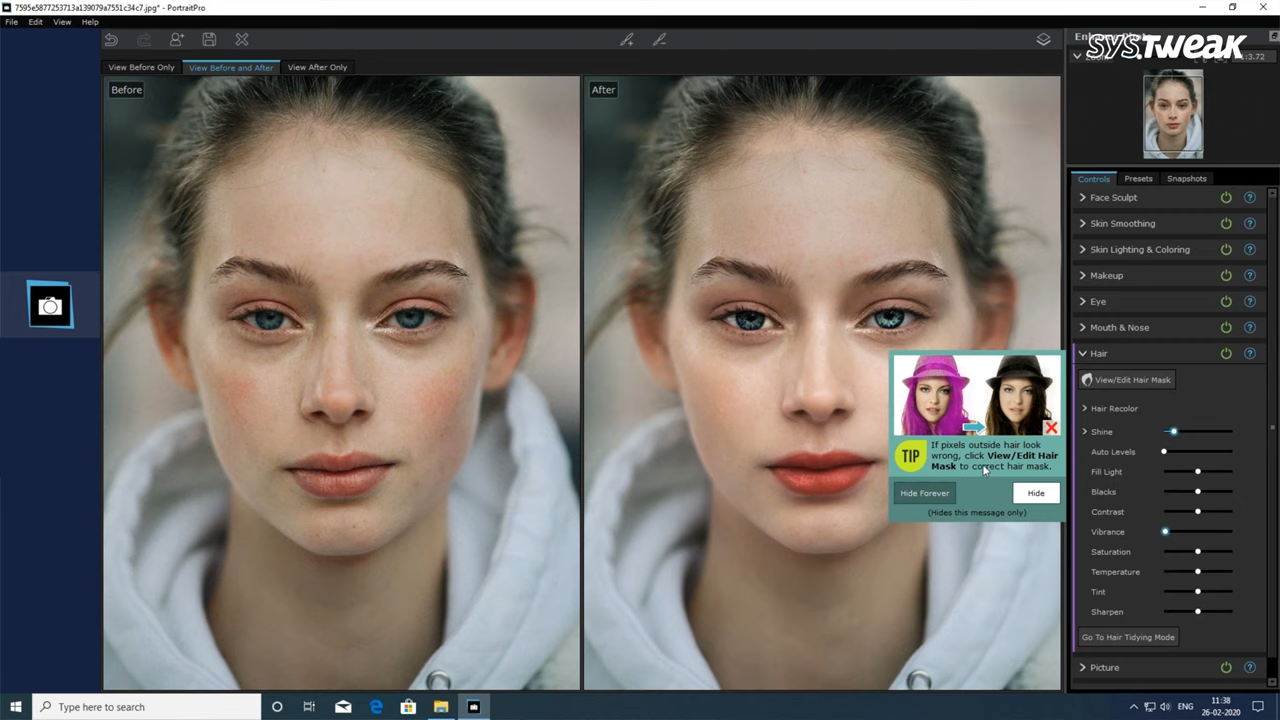 7595e5877253713a139079a7551c34c7.jpg* - PortraitPro
File Edit View Help
SYSTWEAK
View Before Only View Before and After View After Only
Before
After
Controls Presets Snapshots
Face Sculpt
Skin Smoothing
Skin Lighting & Coloring
Makeup
Eye
Mouth & Nose
Hair
View/Edit Hair Mask
Hair Recolor
Shine
Auto Levels
Fill Light
Blacks
Contrast
Vibrance
Saturation
Temperature
Tint
Sharpen
Go To Hair Tidying Mode
Picture
TIP
If pixels outside hair look
wrong, click View/Edit Hair
Mask to correct hair mask.
Hide Forever Hide
(Hides this message only)
Type here to search
ENG
11:38
26-02-2020